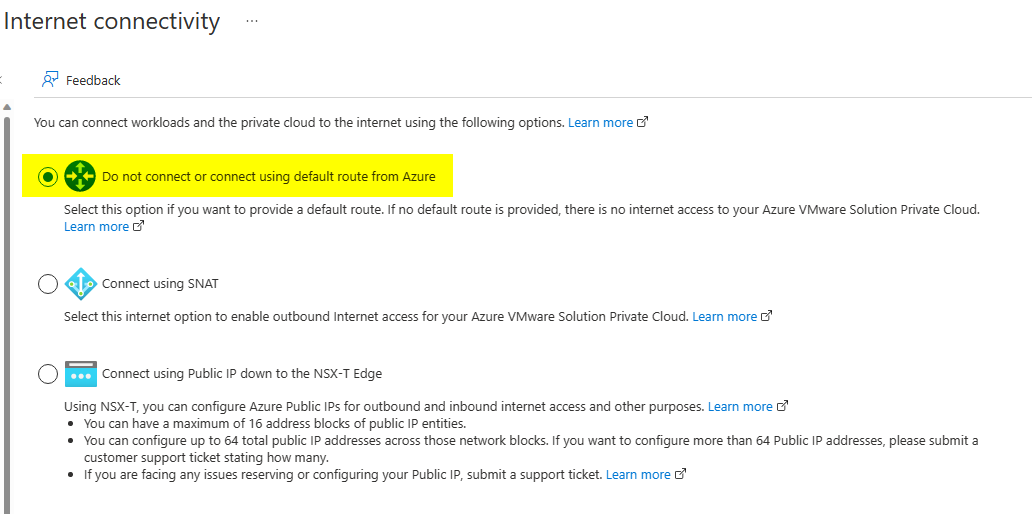 Internet connectivity ...
Feedback
You can connect workloads and the private cloud to the internet using the following options. Learn more
Do not connect or connect using default route from Azure
Select this option if you want to provide a default route. If no default route is provided, there is no internet access to your Azure VMware Solution Private Cloud.
Learn more
Connect using SNAT
Select this internet option to enable outbound Internet access for your Azure VMware Solution Private Cloud. Learn more
Connect using Public IP down to the NSX-T Edge
Using NSX-T, you can configure Azure Public IPs for outbound and inbound internet access and other purposes. Learn more
• You can have a maximum of 16 address blocks of public IP entities.
• You can configure up to 64 total public IP addresses across those network blocks. If you want to configure more than 64 Public IP addresses, please submit a
customer support ticket stating how many.
• If you are facing any issues reserving or configuring your Public IP, submit a support ticket. Learn more